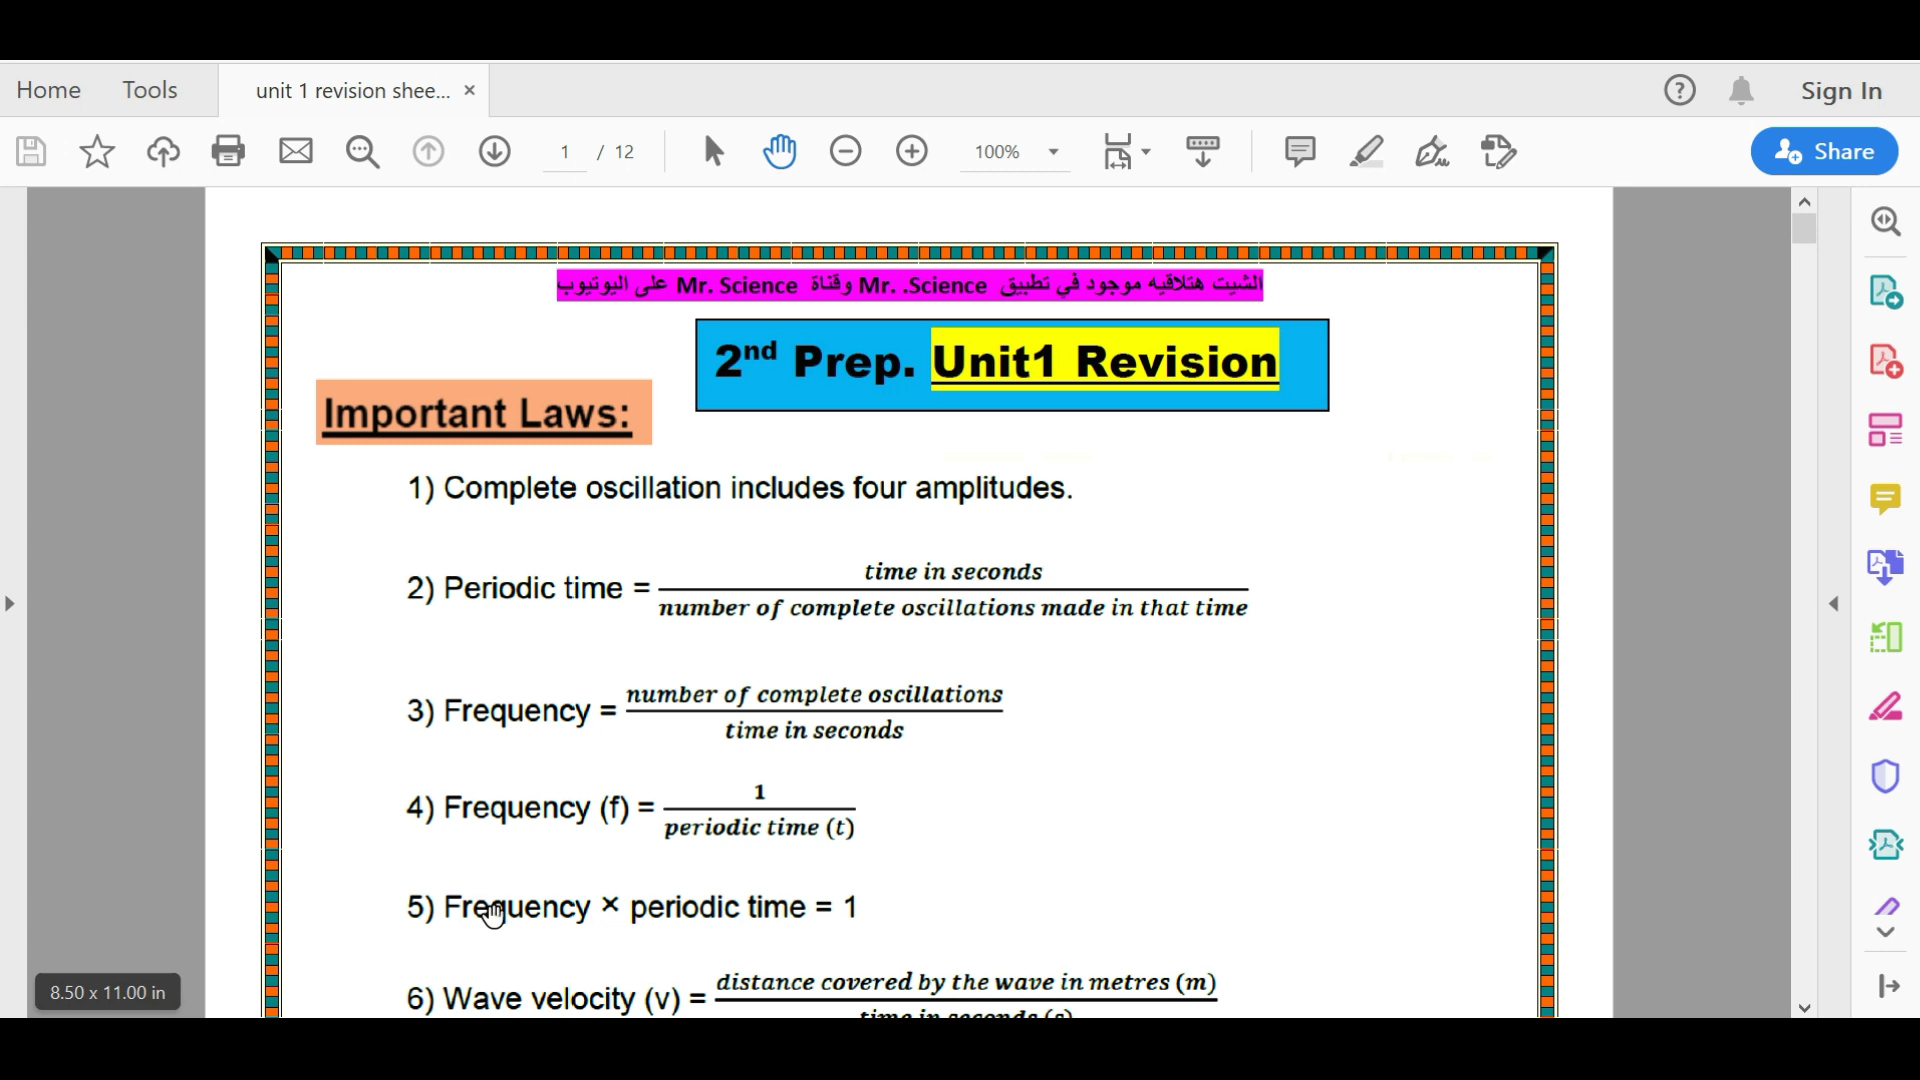 Home Tools unit 1 revision shee... × ? Sign In
1 / 12 100% Share
الشيت هتلاقيه موجود في تطبيق Mr. .Science وقناة Mr. Science على اليوتيوب
2nd Prep. Unit1 Revision
Important Laws:
1) Complete oscillation includes four amplitudes.
2) Periodic time = time in seconds / number of complete oscillations made in that time
3) Frequency = number of complete oscillations / time in seconds
4) Frequency (f) = 1 / periodic time (t)
5) Frequency × periodic time = 1
6) Wave velocity (v) = distance covered by the wave in metres (m) / time in seconds (s)
8.50 x 11.00 in